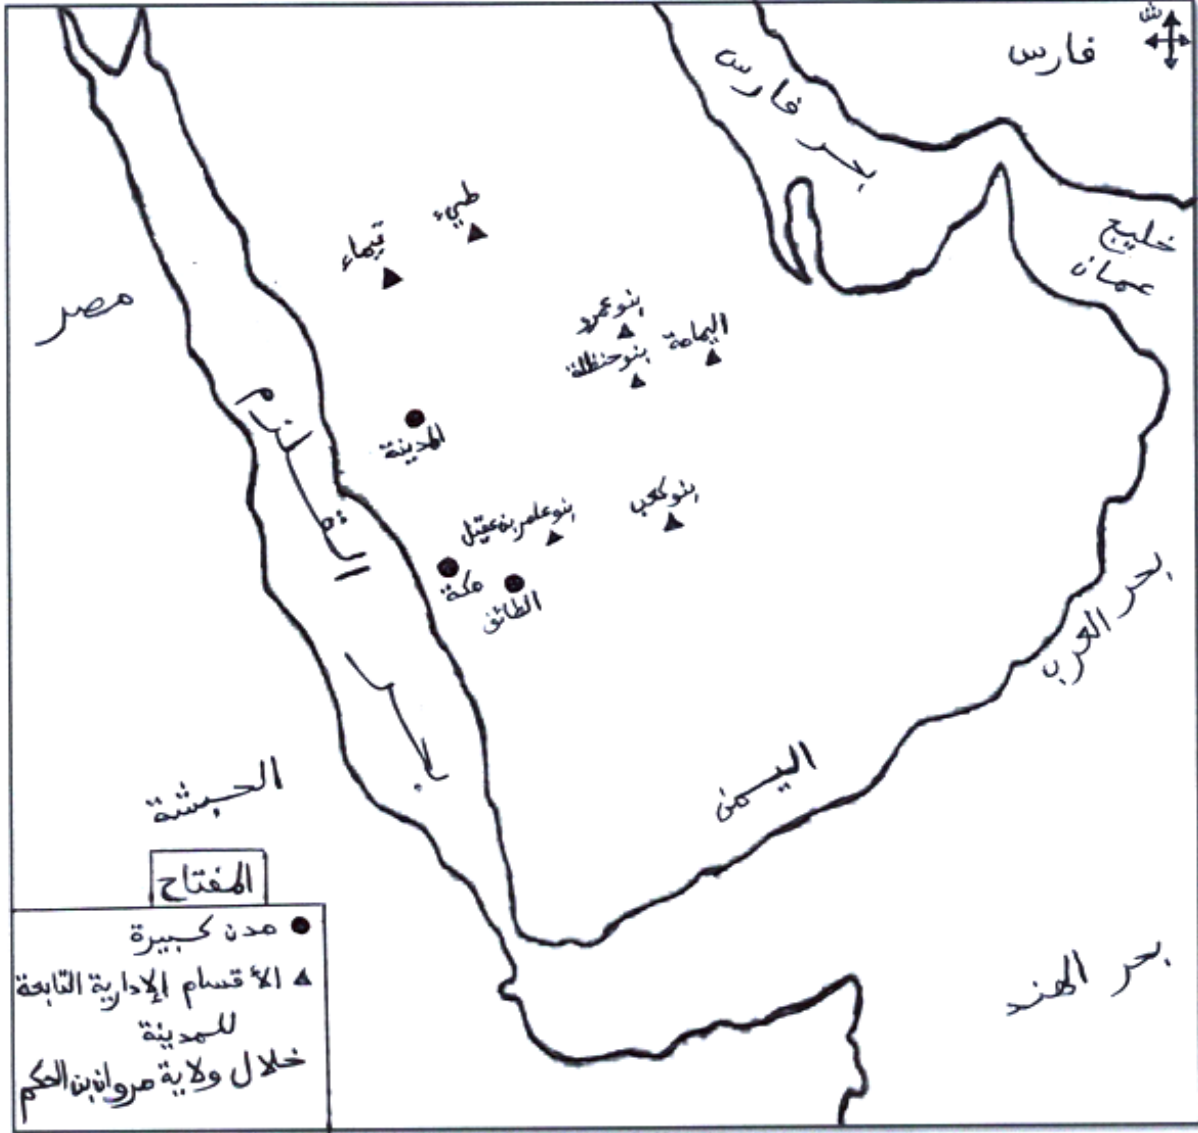 ش
فارس
بحر فارس
خليج
عمان
طيء
تيماء
مصر
بنو عمرو
اليمامة
بنو حنظلة
المدينة
بحر القلزم
بنو كعب
بنو عامر بن عقيل
مكة
الطائف
بحر العرب
اليمن
الحبشة
بحر الهند
المفتاح
مدن كبيرة
الأقسام الإدارية التابعة
للمدينة
خلال ولاية مروان بن الحكم